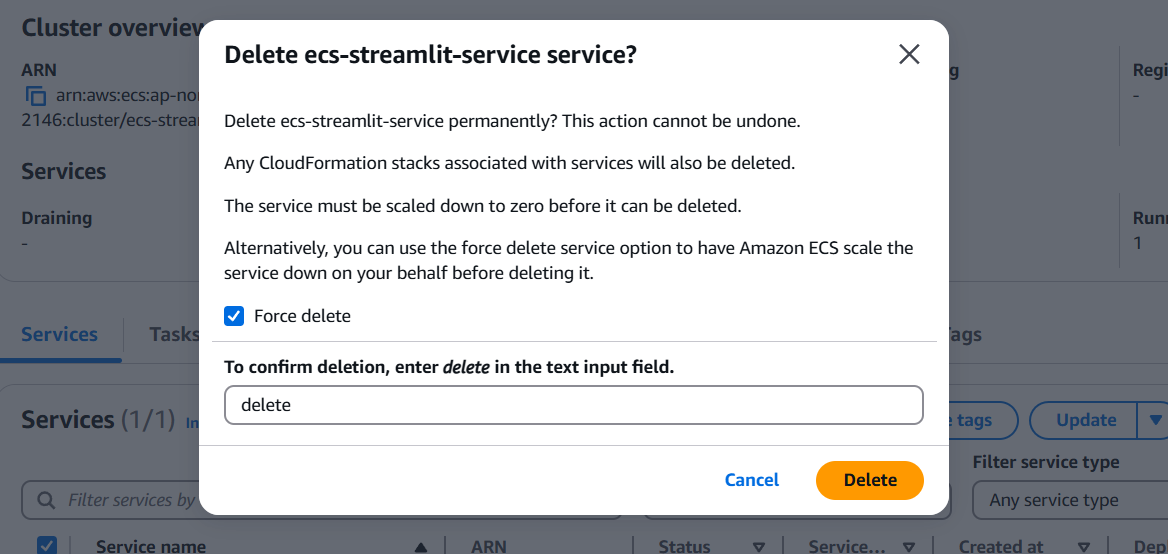 Cluster overview
ARN
arn:aws:ecs:ap-nor
2146:cluster/ecs-strea
Services
Draining
-
Regi
-
Runn
1
Delete ecs-streamlit-service service?
Delete ecs-streamlit-service permanently? This action cannot be undone.
Any CloudFormation stacks associated with services will also be deleted.
The service must be scaled down to zero before it can be deleted.
Alternatively, you can use the force delete service option to have Amazon ECS scale the
service down on your behalf before deleting it.
Force delete
To confirm deletion, enter delete in the text input field.
delete
Cancel
Delete
Services
Tasks
Tags
Services (1/1)
tags
Update
Filter service type
Filter services by
Any service type
Service name
ARN
Status
Service...
Created at
Dep